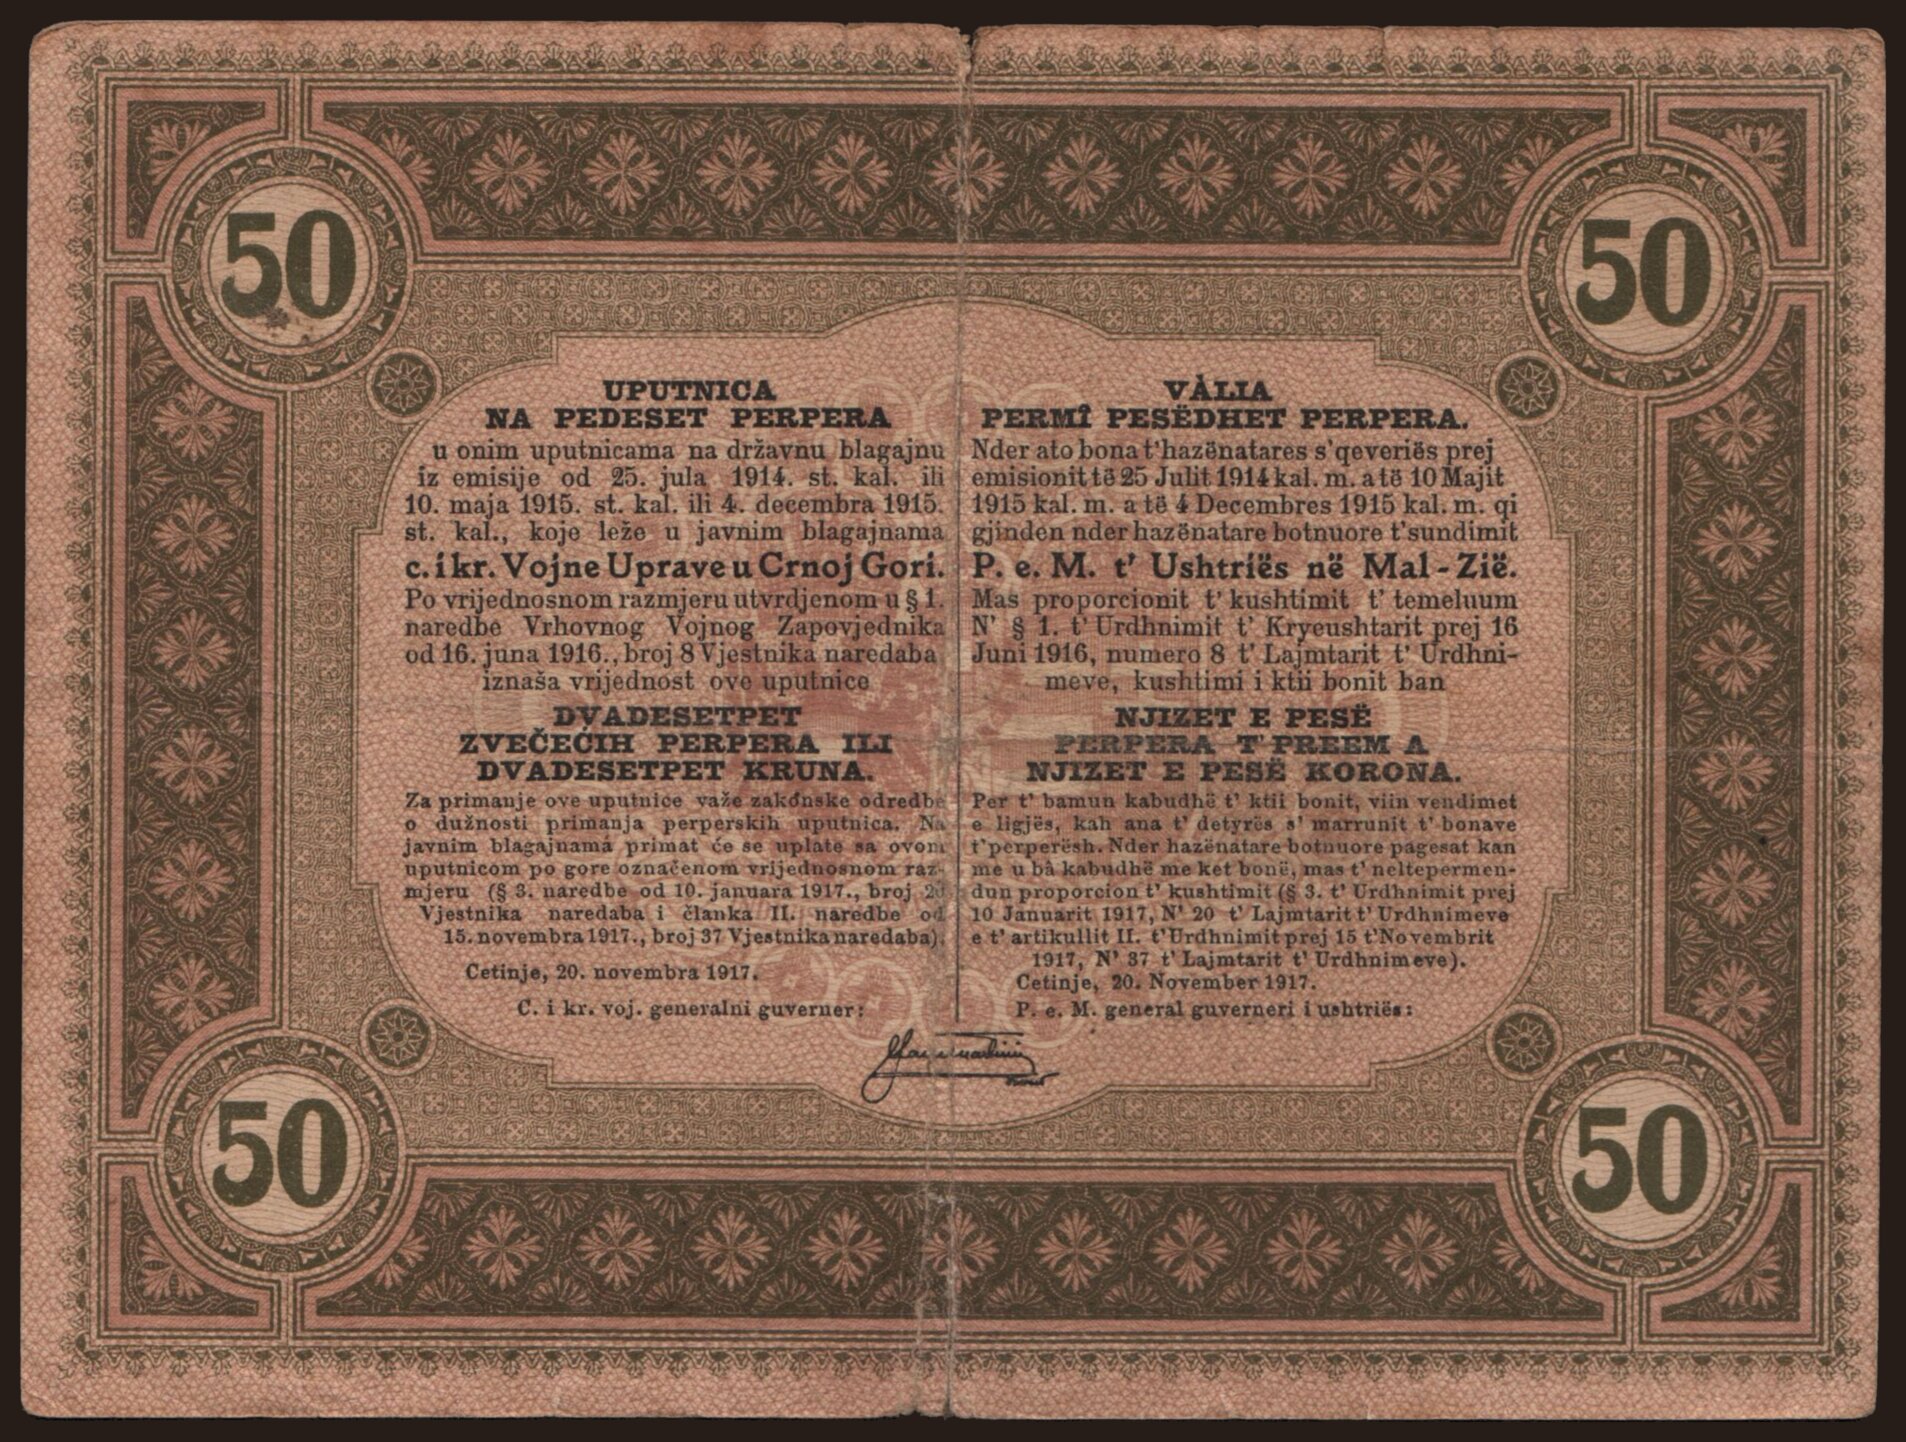 50
50
UPUTNICA
NA PEDESET PERPERA
u onim uputnicama na državnu blagajnu
iz emisije od 25. jula 1914. st. kal. ili
10. maja 1915. st. kal. ili 4. decembra 1915.
st. kal., koje leže u javnim blagajnama
c. i kr. Vojne Uprave u Crnoj Gori.
Po vrijednosnom razmjeru utvrdjenom u § 1.
naredbe Vrhovnog Vojnog Zapovjednika
od 16. juna 1916., broj 8 Vjestnika naredaba
iznaša vrijednost ove uputnice
DVADESETPET
ZVEČEĆIH PERPERA ILI
DVADESETPET KRUNA.
Za primanje ove uputnice važe zakonske odredbe
o dužnosti primanja perperskih uputnica. Na
javnim blagajnama primat će se uplate sa ovom
uputnicom po gore označenom vrijednosnom raz-
mjeru (§ 3. naredbe od 10. januara 1917., broj 20
Vjestnika naredaba i članka II. naredbe od
15. novembra 1917., broj 37 Vjestnika naredaba).
Cetinje, 20. novembra 1917.
C. i kr. voj. generalni guverner:
VÀLIA
PERMÎ PESËDHET PERPERA.
Nder ato bona t'hazënatares s'qeveriës prej
emisionit të 25 Julit 1914 kal. m. a të 10 Majit
1915 kal. m. a të 4 Decembres 1915 kal. m. qi
gjinden nder hazënatare botnuore t'sundimit
P. e. M. t' Ushtriës në Mal-Zië.
Mas proporcionit t' kushtimit t' temeluum
N' § 1. t' Urdhnimit t' Kryeushtarit prej 16
Juni 1916, numero 8 t' Lajmtarit t' Urdhni-
meve, kushtimi i ktii bonit ban
NJIZET E PESË
PERPERA T' PREEM A
NJIZET E PESË KORONA.
Per t' bamun kabudhë t' ktii bonit, viin vendimet
e ligjës, kah ana t' detyrës s' marrunit t' bonave
t'perperësh. Nder hazënatare botnuore pagesat kan
me u bâ kabudhë me ket bonë, mas t' neltepermen-
dun proporcion t' kushtimit (§ 3. t' Urdhnimit prej
10 Januarit 1917, N' 20 t' Lajmtarit t' Urdhnimeve
e t' artikullit II. t'Urdhnimit prej 15 t'Novembrit
1917, N' 37 t' Lajmtarit t' Urdhnimeve).
Cetinje, 20. November 1917.
P. e. M. general guverneri i ushtriës:
50
50